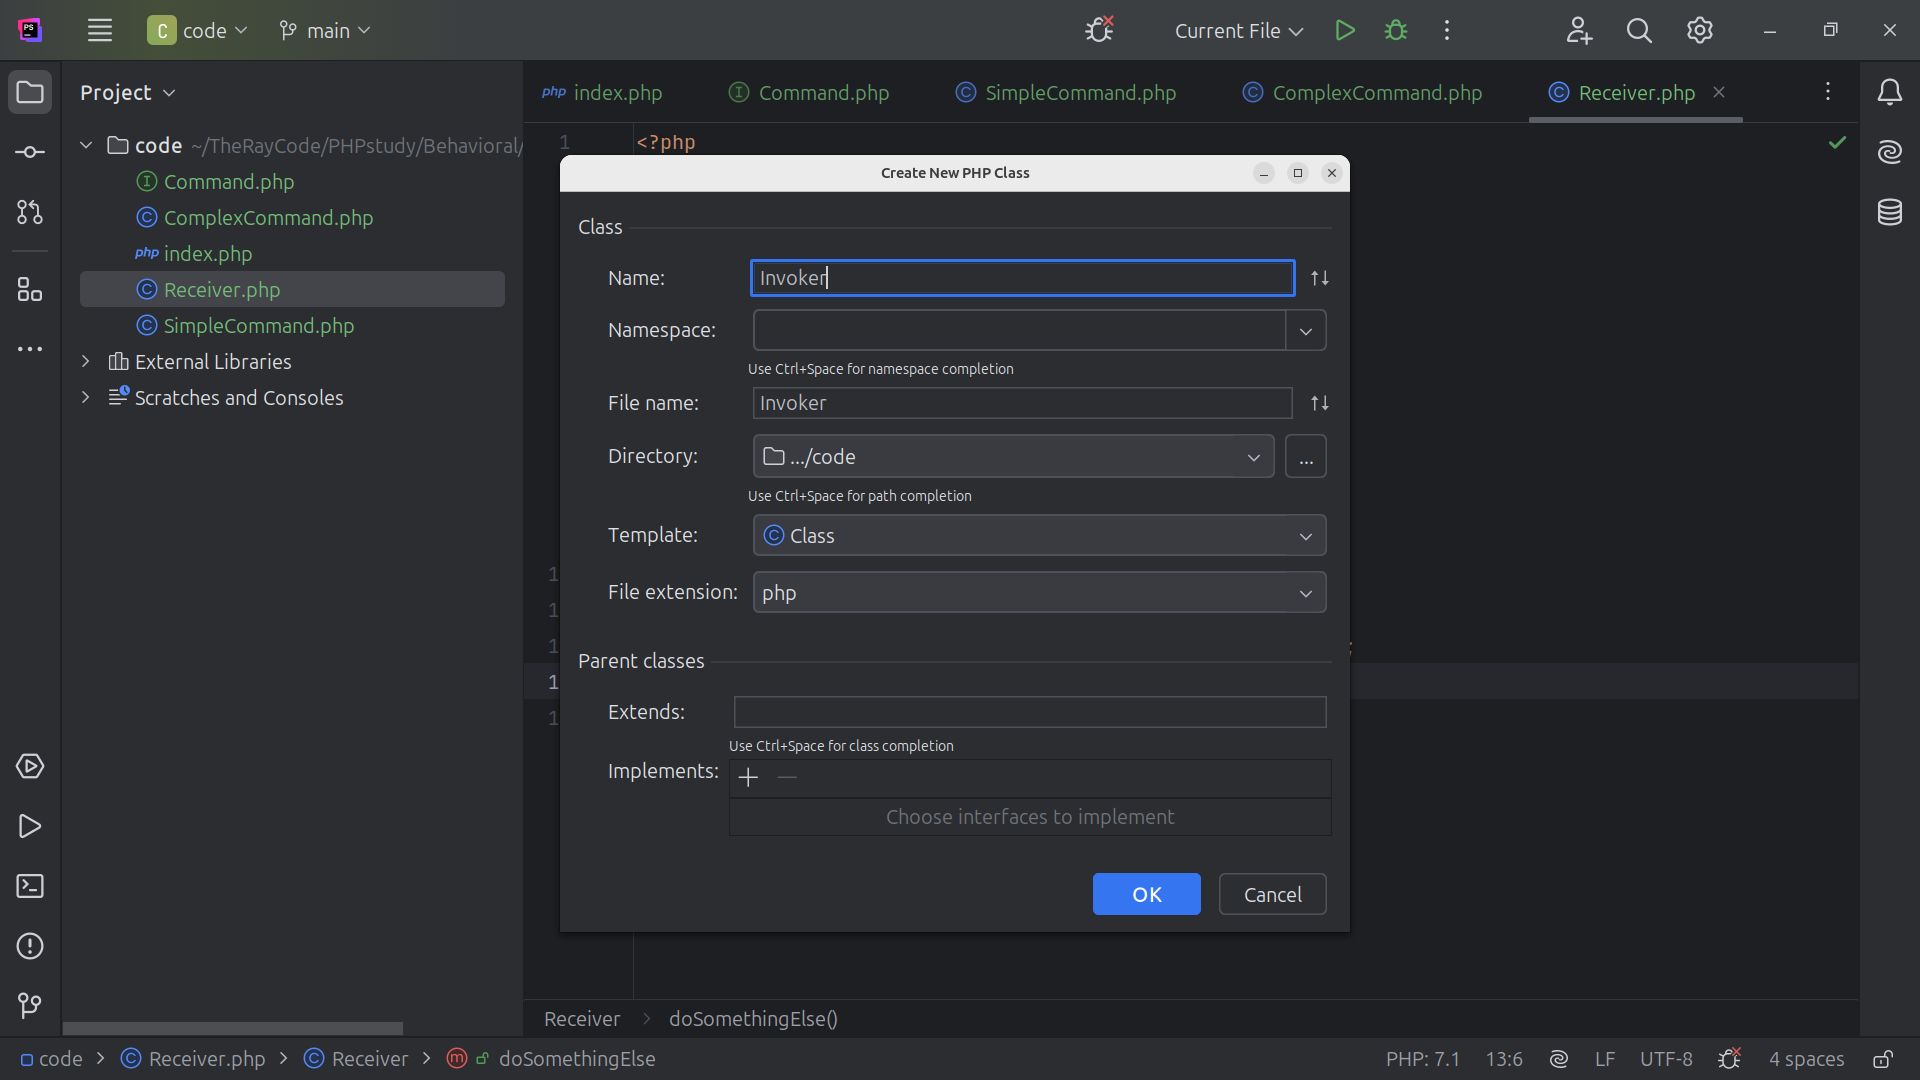 PS
C code
main
Current File
Project
php index.php
I Command.php
C SimpleCommand.php
C ComplexCommand.php
C Receiver.php
code ~/TheRayCode/PHPstudy/Behavioral/
I Command.php
C ComplexCommand.php
php index.php
C Receiver.php
C SimpleCommand.php
External Libraries
Scratches and Consoles
1 <?php
1
1
1
1
1
;
Create New PHP Class
Class
Name: Invoker
Namespace:
Use Ctrl+Space for namespace completion
File name: Invoker
Directory: .../code
...
Use Ctrl+Space for path completion
Template: C Class
File extension: php
Parent classes
Extends:
Use Ctrl+Space for class completion
Implements:
Choose interfaces to implement
OK
Cancel
Receiver > doSomethingElse()
code > C Receiver.php > C Receiver > m doSomethingElse
PHP: 7.1 13:6 LF UTF-8 4 spaces